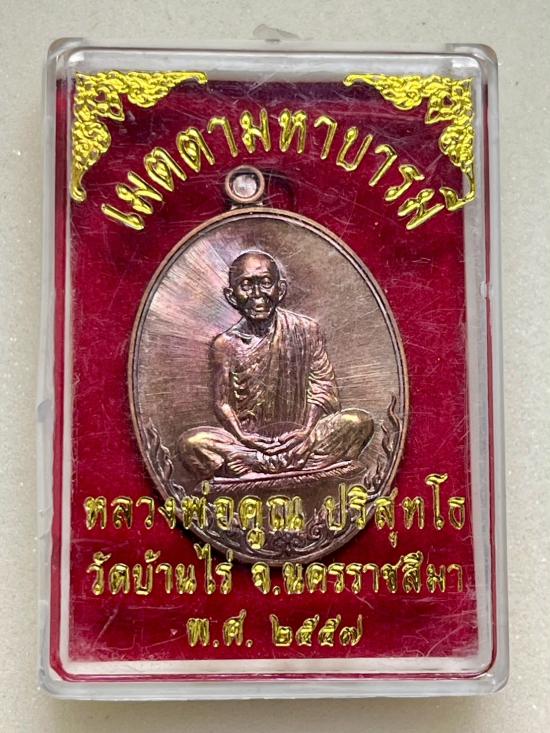 เมตตามหาบารมี
หลวงพ่อคูณ ปริสุทโธ
วัดบ้านไร่ จ.นครราชสีมา
พ.ศ. ๒๕๕๗